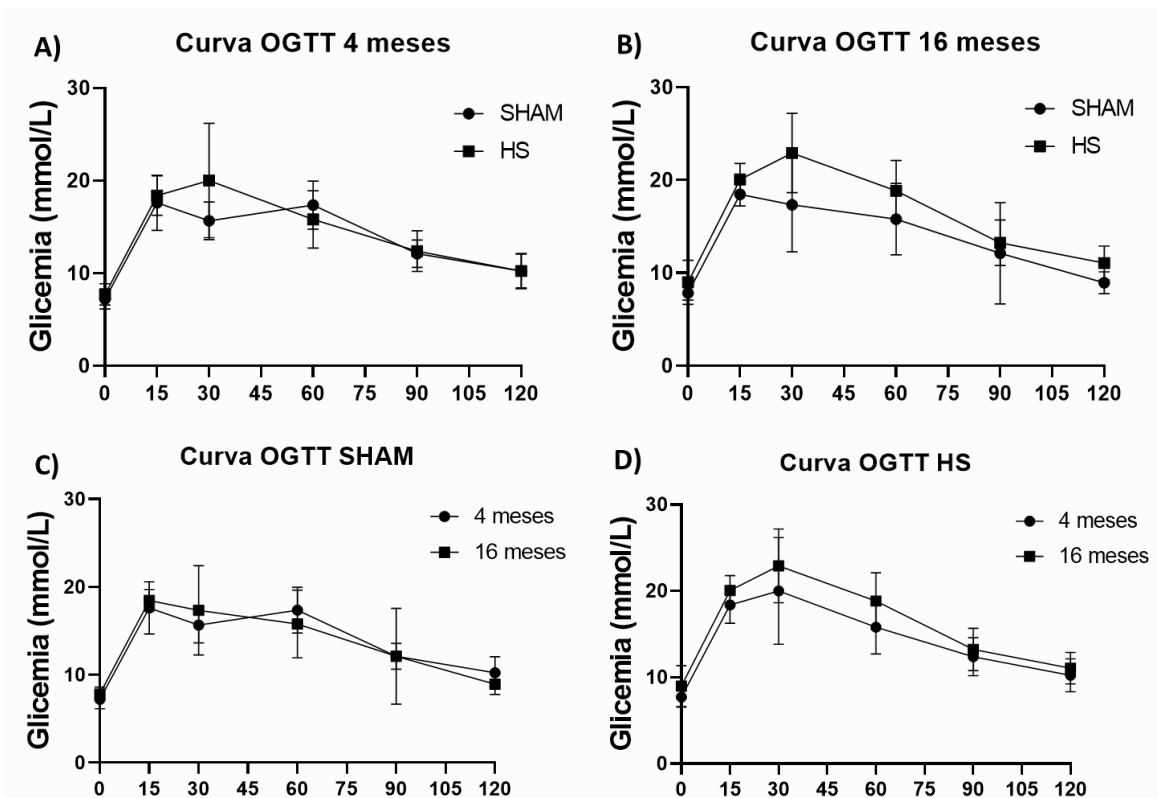 A)
Curva OGTT 4 meses
Glicemia (mmol/L)
30
20
10
0
0 15 30 45 60 75 90 105 120
SHAM
HS
B)
Curva OGTT 16 meses
Glicemia (mmol/L)
30
20
10
0
0 15 30 45 60 75 90 105 120
SHAM
HS
C)
Curva OGTT SHAM
Glicemia (mmol/L)
30
20
10
0
0 15 30 45 60 75 90 105 120
4 meses
16 meses
D)
Curva OGTT HS
Glicemia (mmol/L)
30
20
10
0
0 15 30 45 60 75 90 105 120
4 meses
16 meses